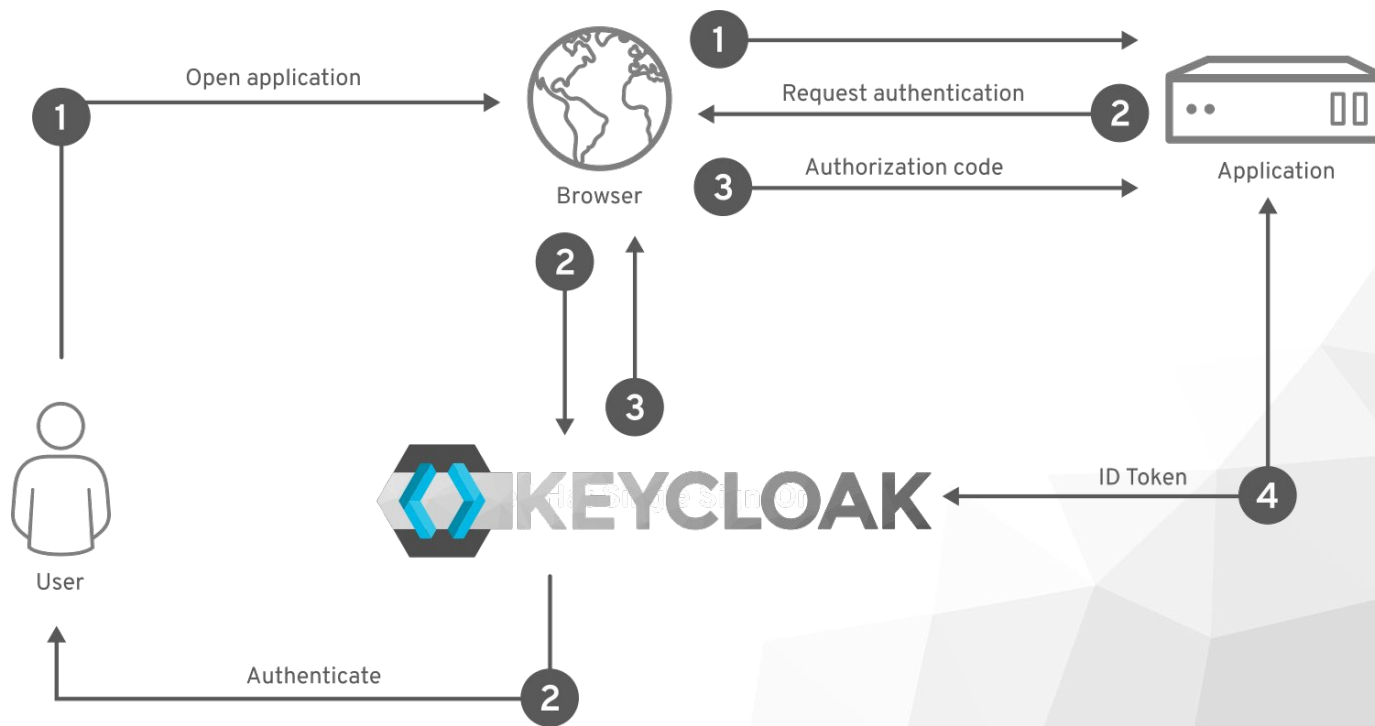 1
Open application
Browser
1
Request authentication
2
3
Authorization code
Application
2
3
KEYCLOAK
ID Token
4
User
Authenticate
2